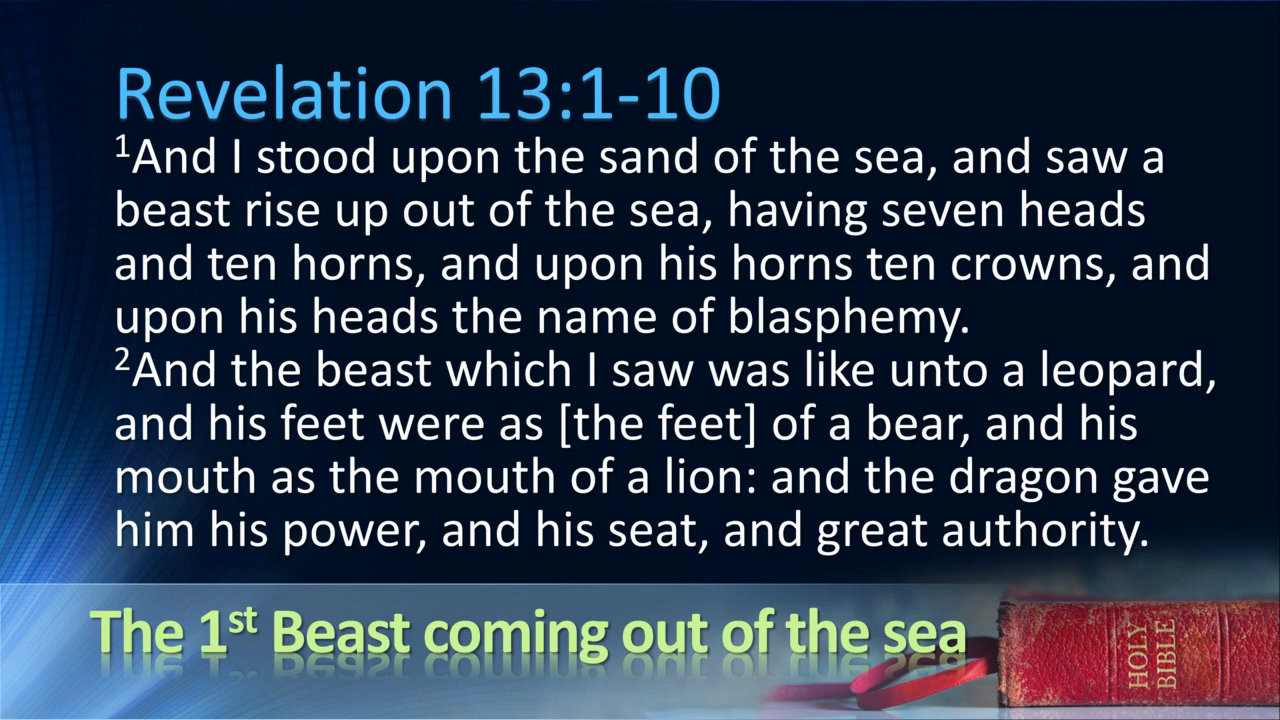 Revelation 13:1-10
¹And I stood upon the sand of the sea, and saw a
beast rise up out of the sea, having seven heads
and ten horns, and upon his horns ten crowns, and
upon his heads the name of blasphemy.
²And the beast which I saw was like unto a leopard,
and his feet were as [the feet] of a bear, and his
mouth as the mouth of a lion: and the dragon gave
him his power, and his seat, and great authority.
The 1st Beast coming out of the sea
HOLY
BIBLE